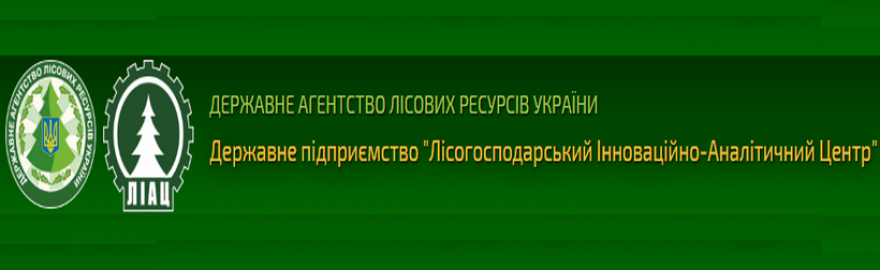 ДЕРЖАВНЕ АГЕНТСТВО ЛІСОВИХ РЕСУРСІВ УКРАЇНИ
ЛІАЦ
ДЕРЖАВНЕ АГЕНТСТВО ЛІСОВИХ РЕСУРСІВ УКРАЇНИ
Державне підприємство "Лісогосподарський Інноваційно-Аналітичний Центр"